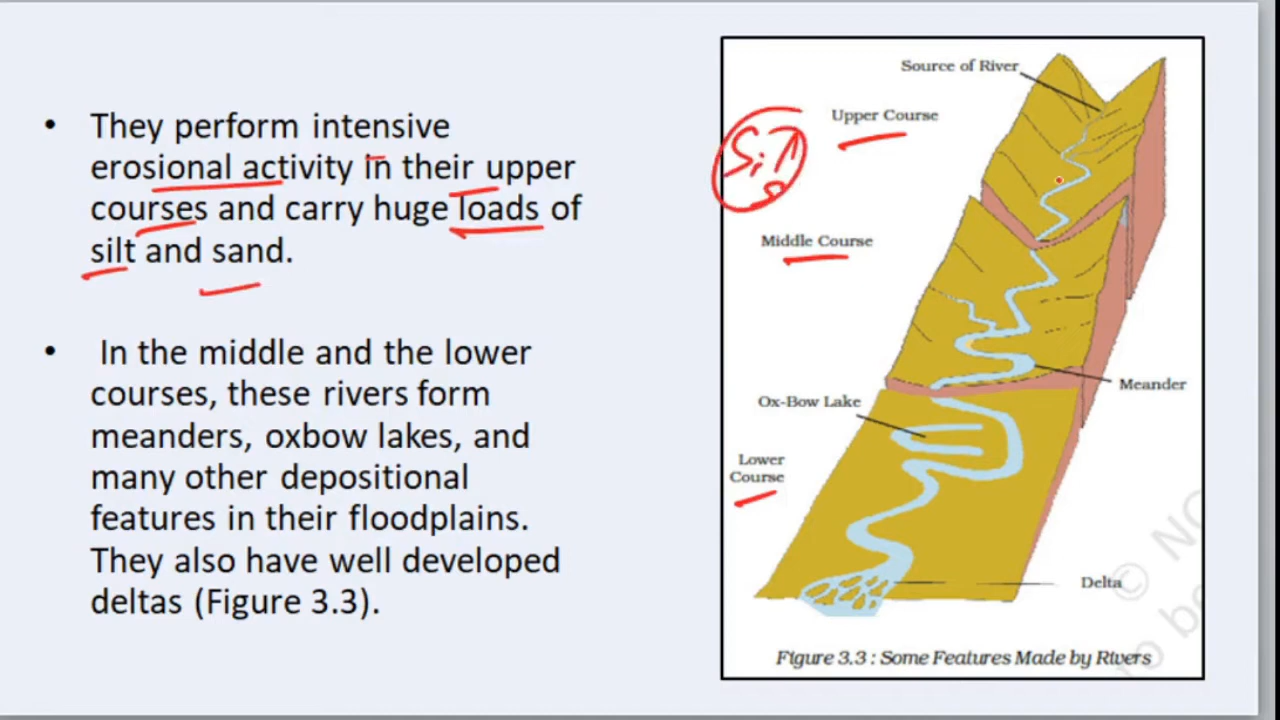 • They perform intensive
erosional activity in their upper
courses and carry huge loads of
silt and sand.
• In the middle and the lower
courses, these rivers form
meanders, oxbow lakes, and
many other depositional
features in their floodplains.
They also have well developed
deltas (Figure 3.3).
Source of River
Upper Course
Middle Course
Meander
Ox-Bow Lake
Lower
Course
Delta
Figure 3.3 : Some Features Made by Rivers